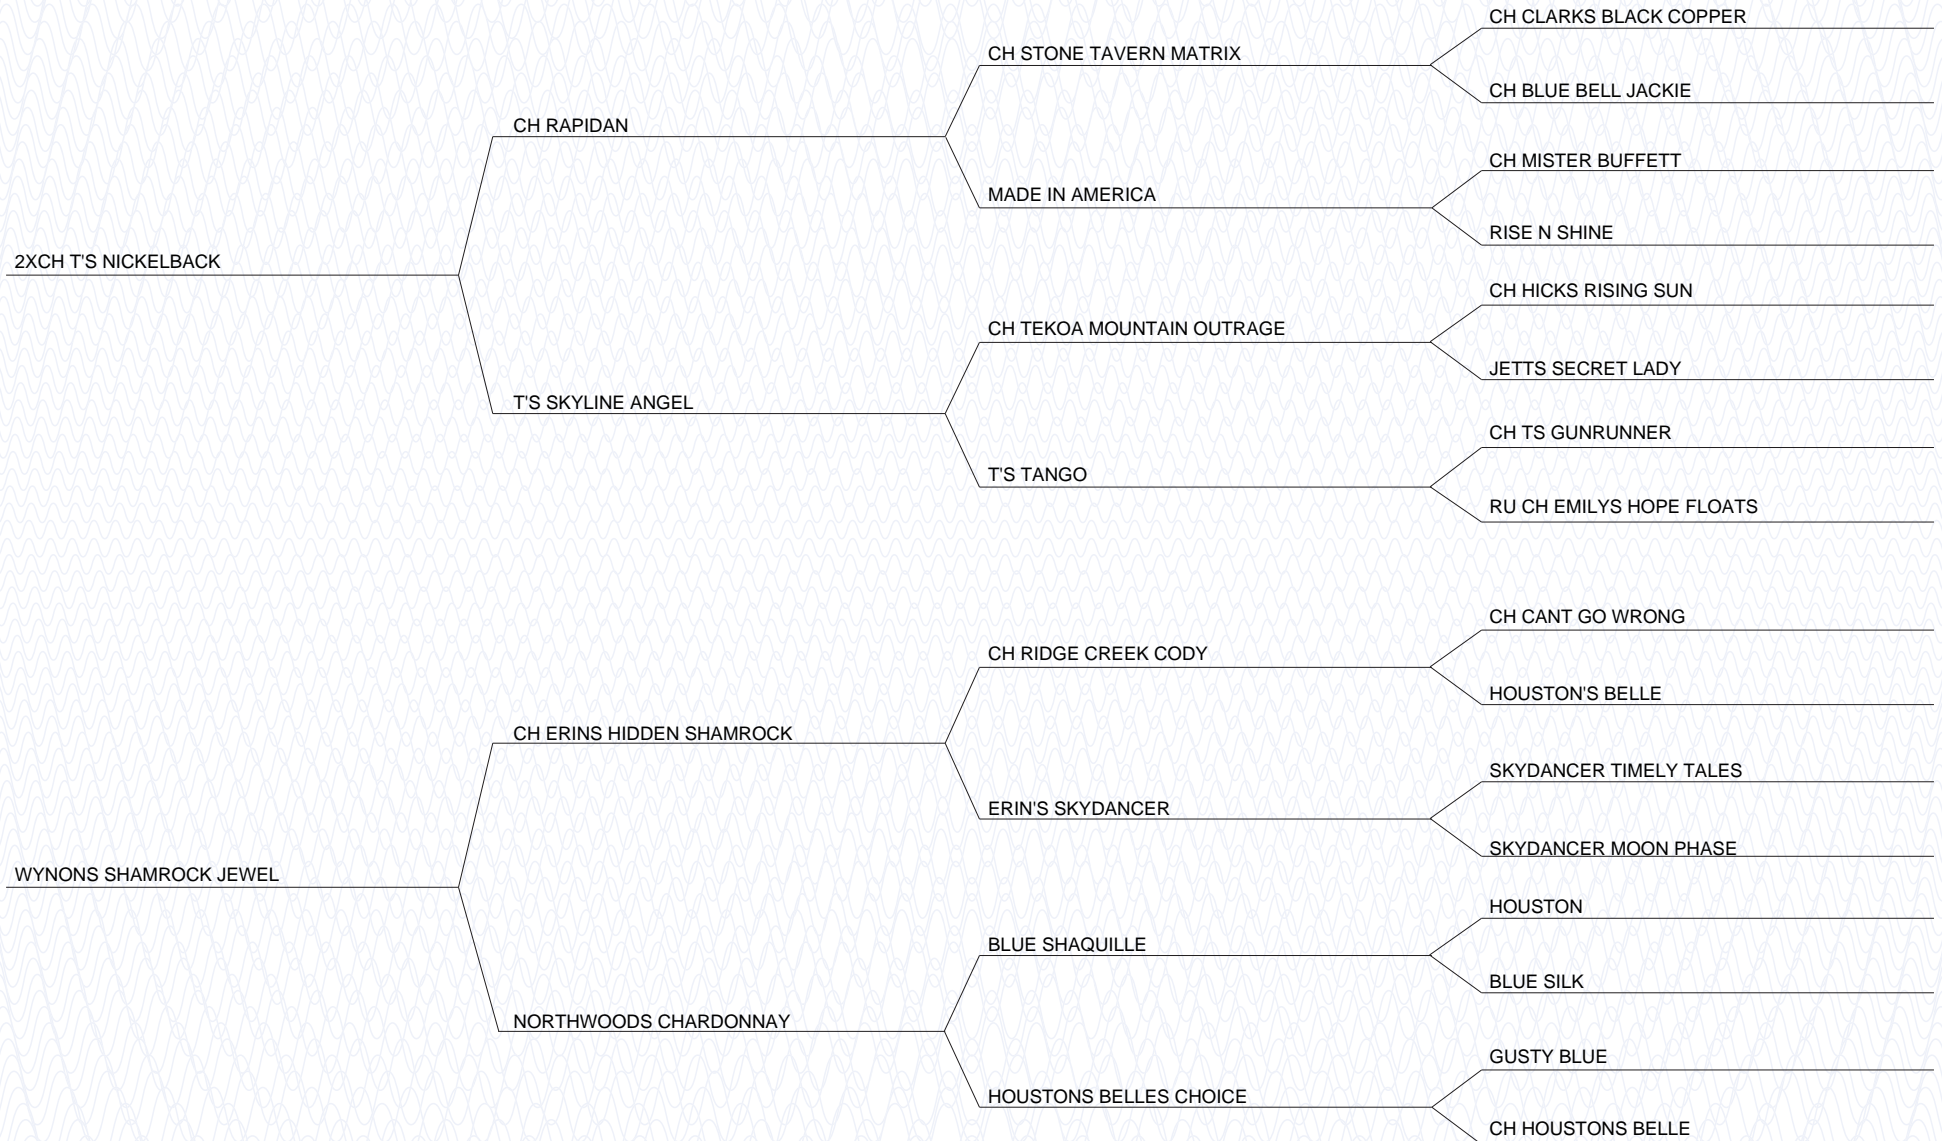 CH CLARKS BLACK COPPER
CH STONE TAVERN MATRIX
CH BLUE BELL JACKIE
CH RAPIDAN
CH MISTER BUFFETT
MADE IN AMERICA
RISE N SHINE
2XCH T'S NICKELBACK
CH HICKS RISING SUN
CH TEKOA MOUNTAIN OUTRAGE
JETTS SECRET LADY
T'S SKYLINE ANGEL
CH TS GUNRUNNER
T'S TANGO
RU CH EMILYS HOPE FLOATS
CH CANT GO WRONG
CH RIDGE CREEK CODY
HOUSTON'S BELLE
CH ERINS HIDDEN SHAMROCK
SKYDANCER TIMELY TALES
ERIN'S SKYDANCER
SKYDANCER MOON PHASE
WYNONS SHAMROCK JEWEL
HOUSTON
BLUE SHAQUILLE
BLUE SILK
NORTHWOODS CHARDONNAY
GUSTY BLUE
HOUSTONS BELLES CHOICE
CH HOUSTONS BELLE